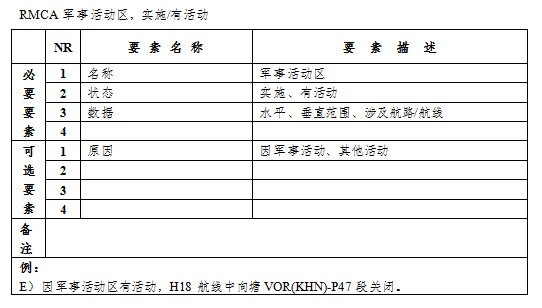 RMCA 军事活动区，实施/有活动
NR 要 素 名 称 要 素 描 述
必要要素
1 名称 军事活动区
2 状态 实施、有活动
3 数据 水平、垂直范围、涉及航路/航线
4
可选要素
1 原因 因军事活动、其他活动
2
3
4
备注
例：
E）因军事活动区有活动，H18 航线中向塘 VOR(KHN)-P47 段关闭。